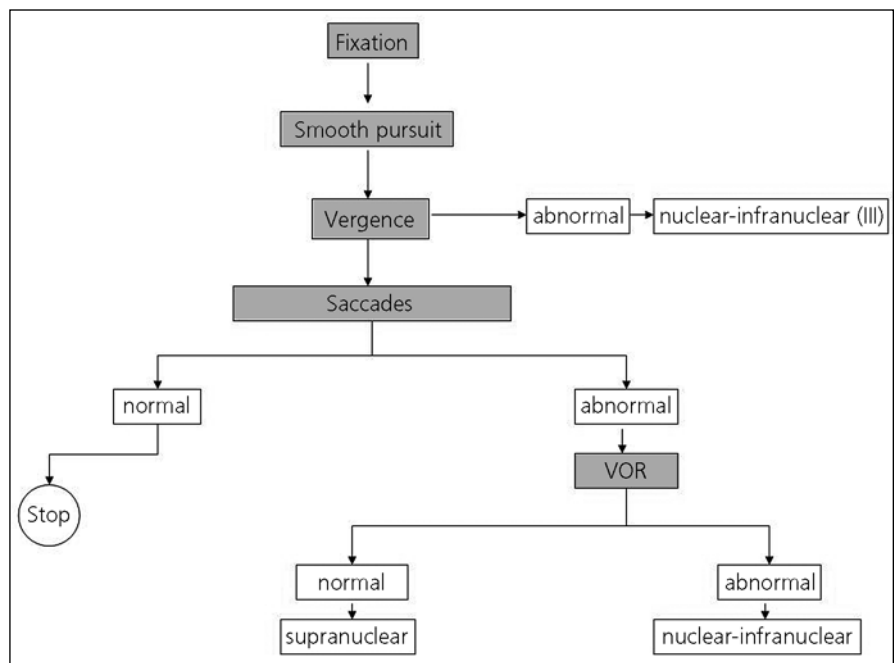 Fixation
Smooth pursuit
Vergence
abnormal
nuclear-infranuclear (III)
Saccades
normal
abnormal
VOR
Stop
normal
abnormal
supranuclear
nuclear-infranuclear